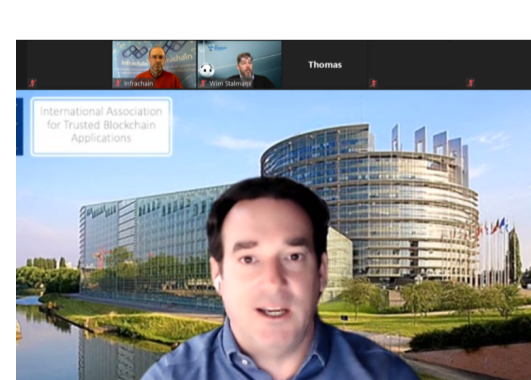 Infrachain
Wim Stalmans
Thomas
International Association
for Trusted Blockchain
Applications